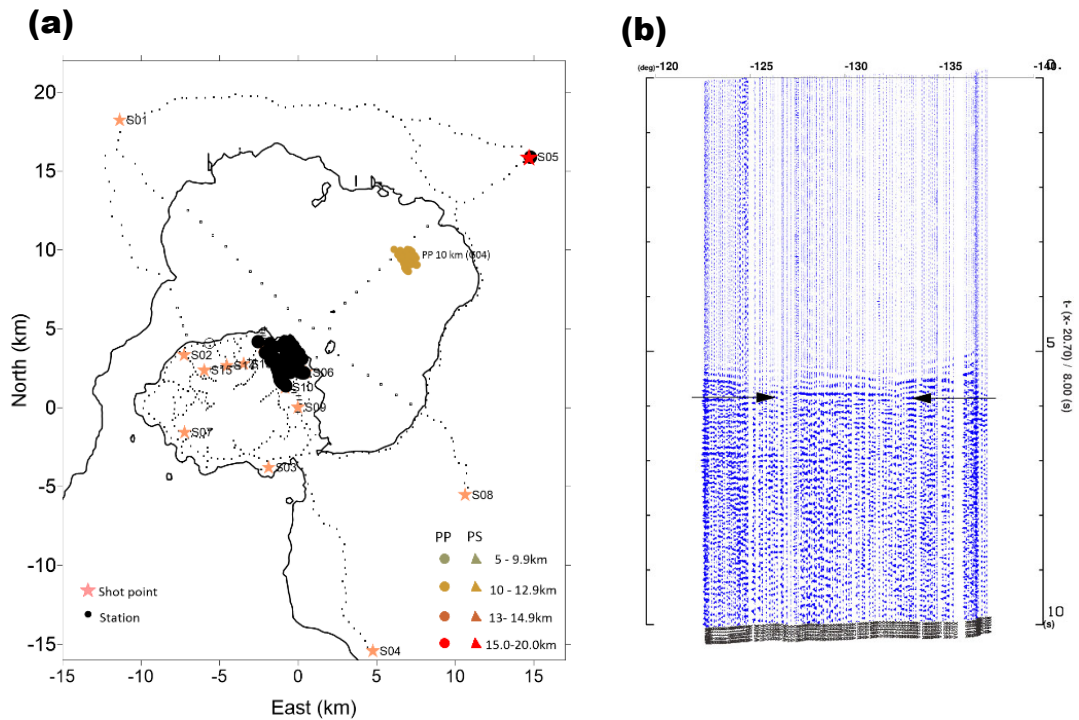 (a)
(b)
20
15
10
5
0
-5
-10
-15
North (km)
-15
-10
-5
0
5
10
15
East (km)
S01
S05
PP 10 km (G04)
S02
S15
S06
S10
S09
S07
S03
S08
S04
PP PS
5 - 9.9km
10 - 12.9km
13- 14.9km
15.0-20.0km
Shot point
Station
(deg) -120 -125 -130 -135 -140
0.
5
10
(s)
t- (x- 20.70) / 8.00 (s)